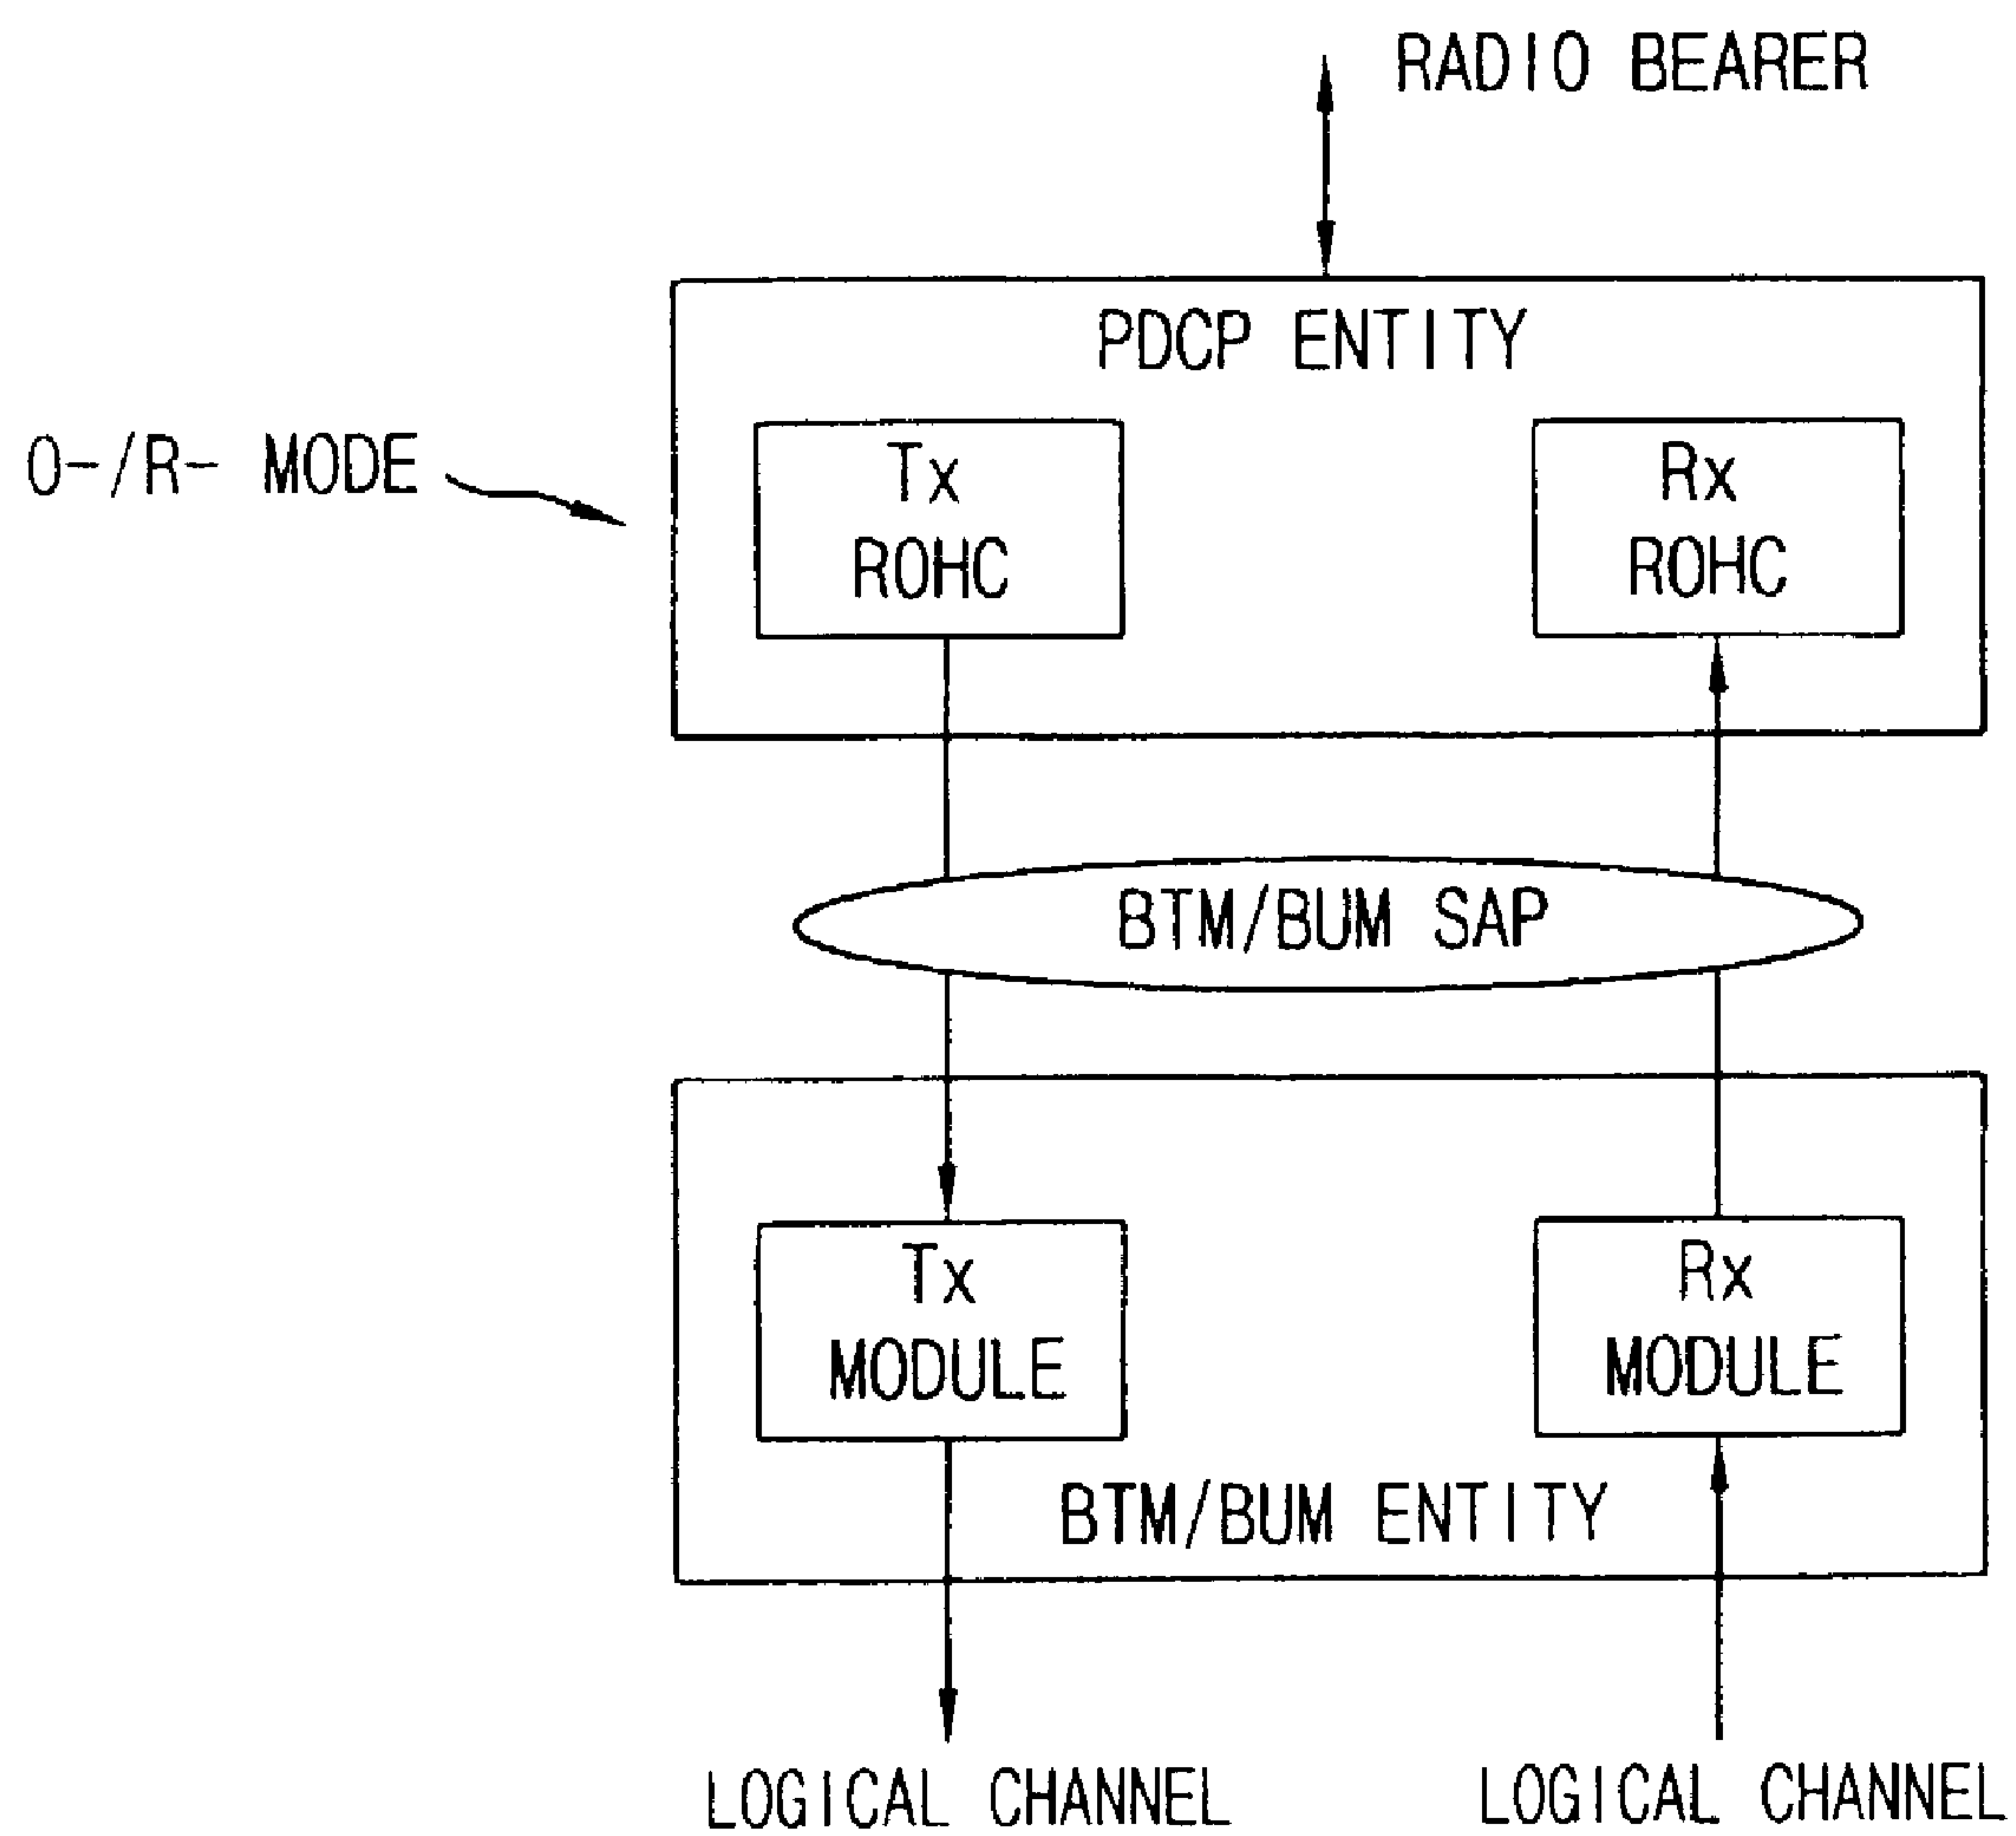 RADIO BEARER
PDCP ENTITY
O-/R- MODE
Tx
ROHC
Rx
ROHC
BTM/BUM SAP
Tx
MODULE
Rx
MODULE
BTM/BUM ENTITY
LOGICAL CHANNEL
LOGICAL CHANNEL